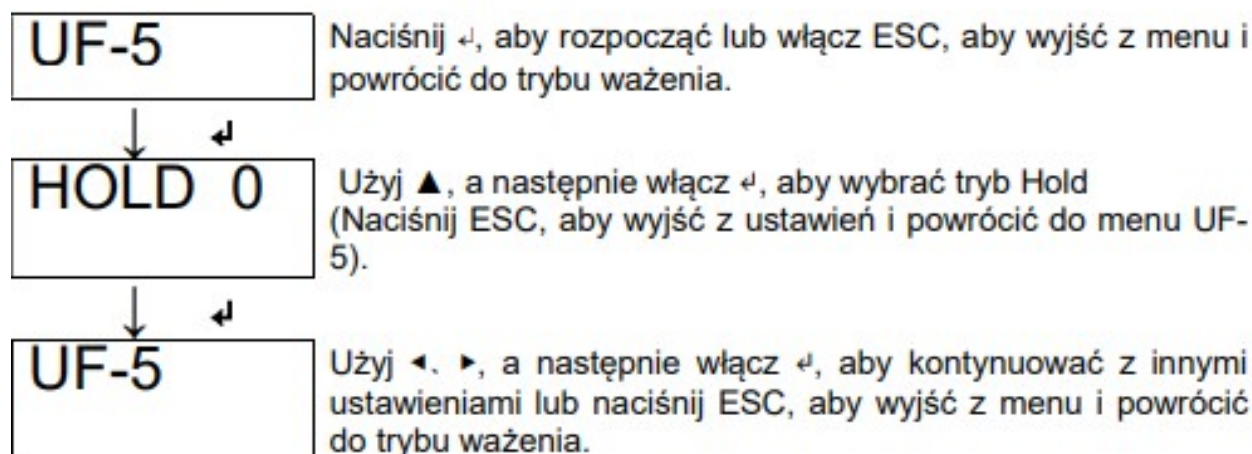 UF-5
Naciśnij ↵, aby rozpocząć lub włącz ESC, aby wyjść z menu i
powrócić do trybu ważenia.
↓ ↵
HOLD 0
Użyj ▲, a następnie włącz ↵, aby wybrać tryb Hold
(Naciśnij ESC, aby wyjść z ustawień i powrócić do menu UF-
5).
↓ ↵
UF-5
Użyj ◄. ►, a następnie włącz ↵, aby kontynuować z innymi
ustawieniami lub naciśnij ESC, aby wyjść z menu i powrócić
do trybu ważenia.